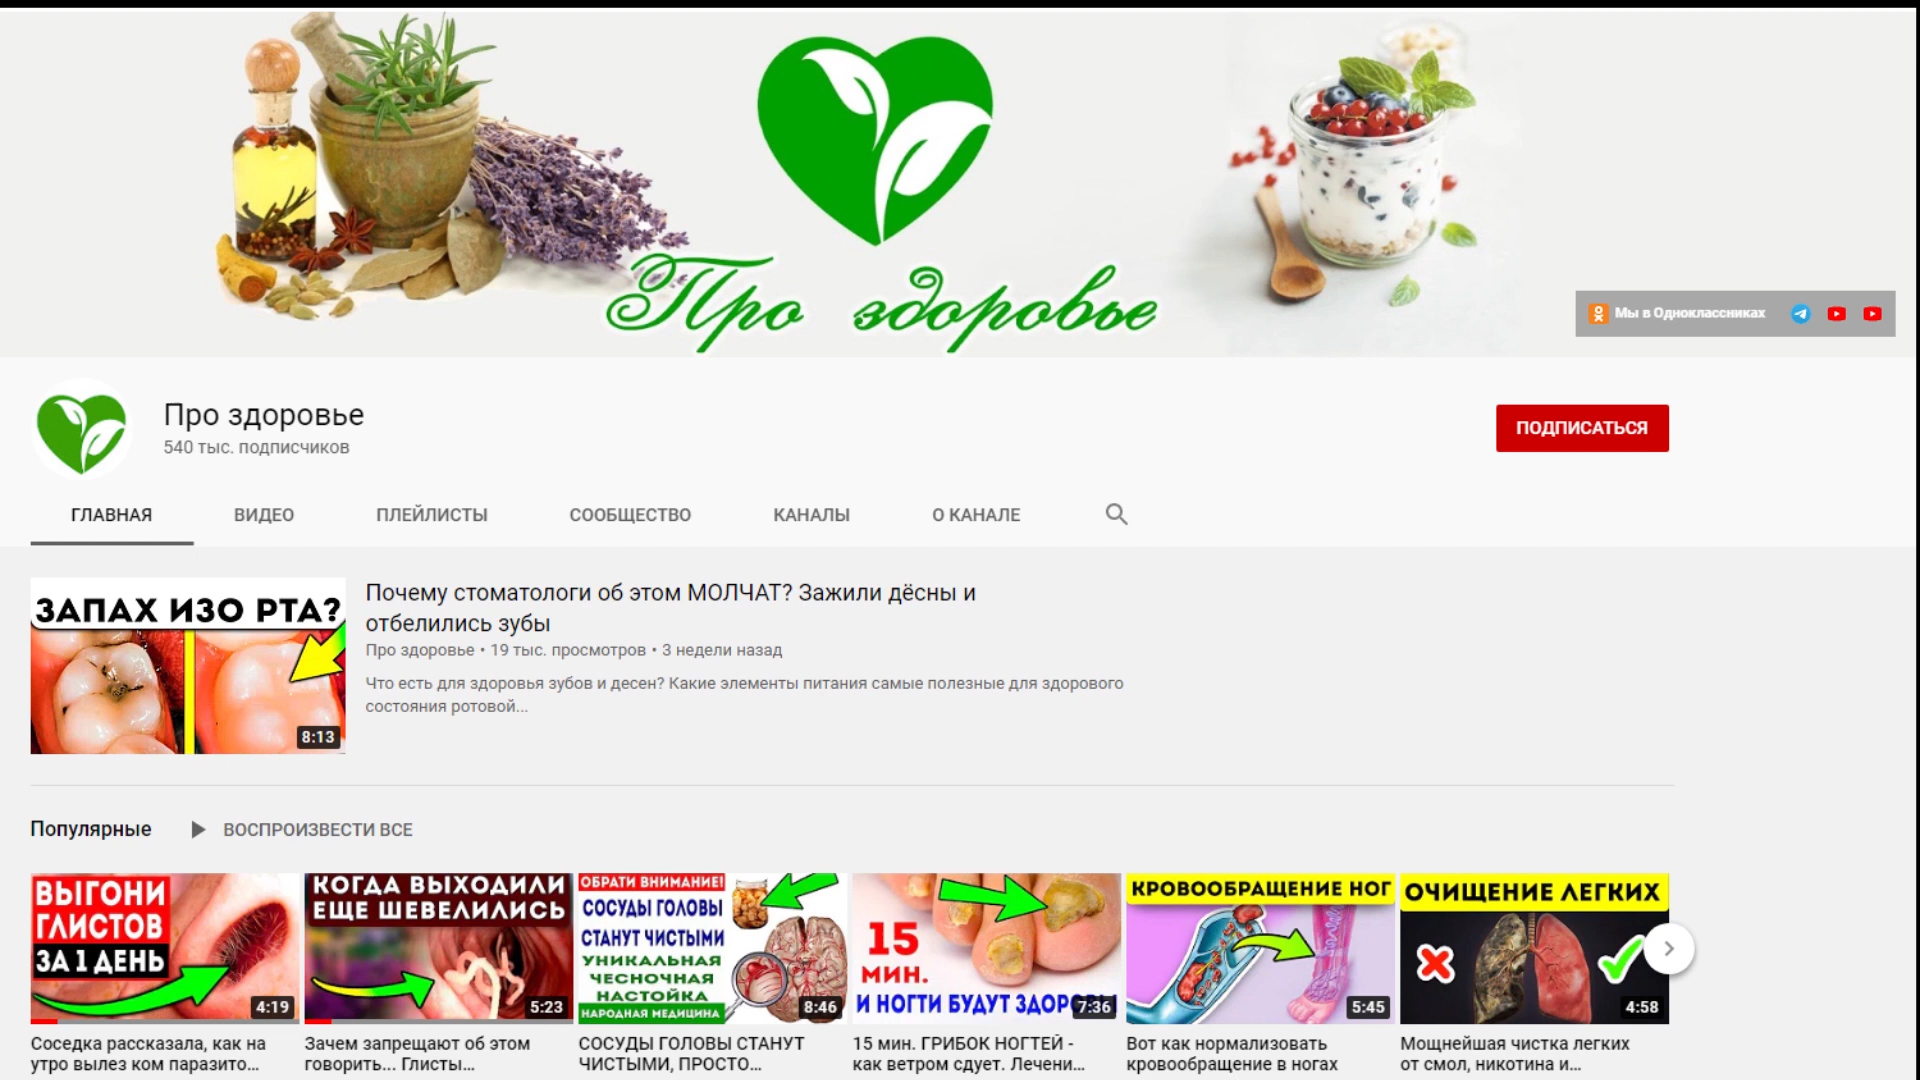 Про здоровье
Мы в Одноклассниках
Про здоровье
540 тыс. подписчиков
ПОДПИСАТЬСЯ
ГЛАВНАЯ
ВИДЕО
ПЛЕЙЛИСТЫ
СООБЩЕСТВО
КАНАЛЫ
О КАНАЛЕ
ЗАПАХ ИЗО РТА?
8:13
Почему стоматологи об этом МОЛЧАТ? Зажили дёсны и
отбелились зубы
Про здоровье • 19 тыс. просмотров • 3 недели назад
Что есть для здоровья зубов и десен? Какие элементы питания самые полезные для здорового
состояния ротовой...
Популярные
ВОСПРОИЗВЕСТИ ВСЕ
ВЫГОНИ
ГЛИСТОВ
ЗА 1 ДЕНЬ
4:19
Соседка рассказала, как на
утро вылез ком паразито...
КОГДА ВЫХОДИЛИ
ЕЩЕ ШЕВЕЛИЛИСЬ
5:23
Зачем запрещают об этом
говорить... Глисты...
ОБРАТИ ВНИМАНИЕ!
СОСУДЫ ГОЛОВЫ
СТАНУТ ЧИСТЫМИ
УНИКАЛЬНАЯ
ЧЕСНОЧНАЯ
НАСТОЙКА
НАРОДНАЯ МЕДИЦИНА
8:46
СОСУДЫ ГОЛОВЫ СТАНУТ
ЧИСТЫМИ, ПРОСТО...
15
МИН.
И НОГТИ БУДУТ ЗДОРОВЫ
7:36
15 мин. ГРИБОК НОГТЕЙ -
как ветром сдует. Лечени...
КРОВООБРАЩЕНИЕ НОГ
5:45
Вот как нормализовать
кровообращение в ногах
ОЧИЩЕНИЕ ЛЕГКИХ
4:58
Мощнейшая чистка легких
от смол, никотина и...